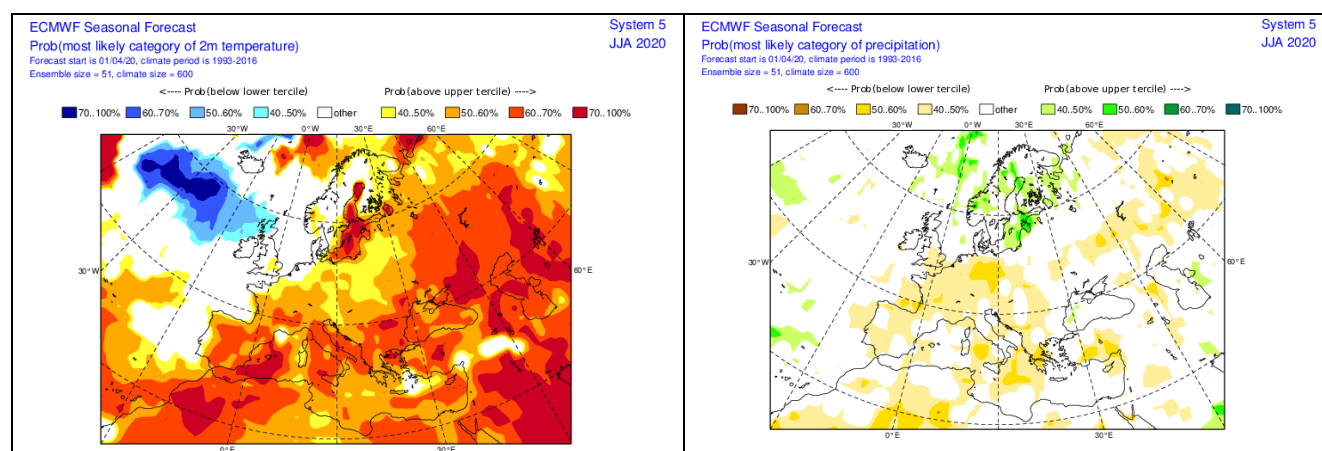 ECMWF Seasonal Forecast
System 5
Prob(most likely category of 2m temperature)
JJA 2020
Forecast start is 01/04/20, climate period is 1993-2016
Ensemble size = 51, climate size = 600
<---- Prob(below lower tercile)
Prob(above upper tercile) ---->
70..100%
60..70%
50..60%
40..50%
other
40..50%
50..60%
60..70%
70..100%
30°W
0°W
30°E
60°E
30°W
60°E
0°E
30°E
ECMWF Seasonal Forecast
System 5
Prob(most likely category of precipitation)
JJA 2020
Forecast start is 01/04/20, climate period is 1993-2016
Ensemble size = 51, climate size = 600
<---- Prob(below lower tercile)
Prob(above upper tercile) ---->
70..100%
60..70%
50..60%
40..50%
other
40..50%
50..60%
60..70%
70..100%
30°W
0°W
30°E
60°E
30°W
60°E
0°E
30°E